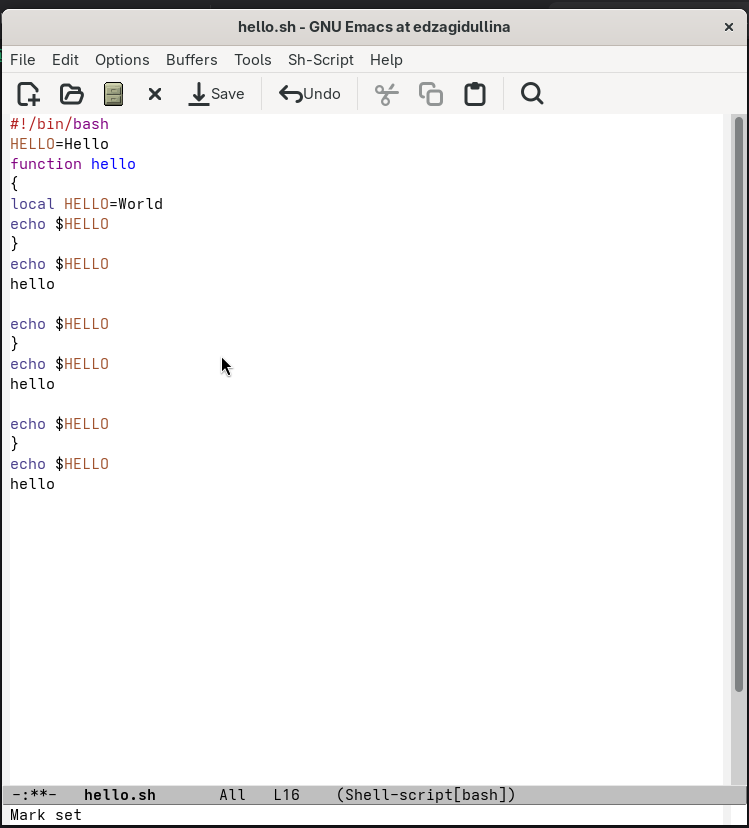 hello.sh - GNU Emacs at edzagidullina ×
File Edit Options Buffers Tools Sh-Script Help
Save Undo
#!/bin/bash
HELLO=Hello
function hello
{
local HELLO=World
echo $HELLO
}
echo $HELLO
hello
echo $HELLO
}
echo $HELLO
hello
echo $HELLO
}
echo $HELLO
hello
-:**- hello.sh All L16 (Shell-script[bash])
Mark set